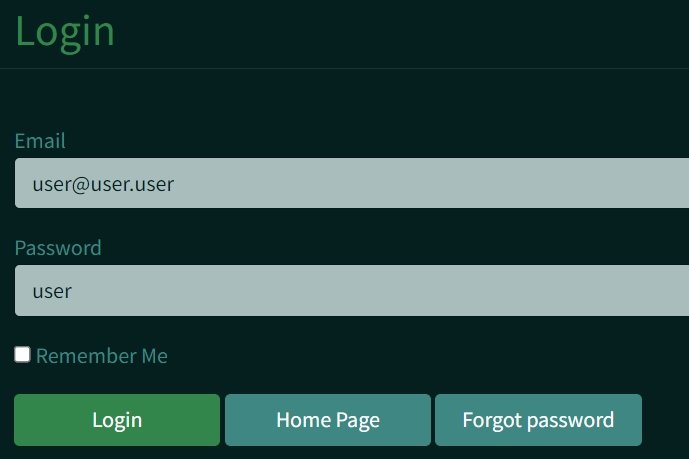 Login
Email
user@user.user
Password
user
Remember Me
Login Home Page Forgot password